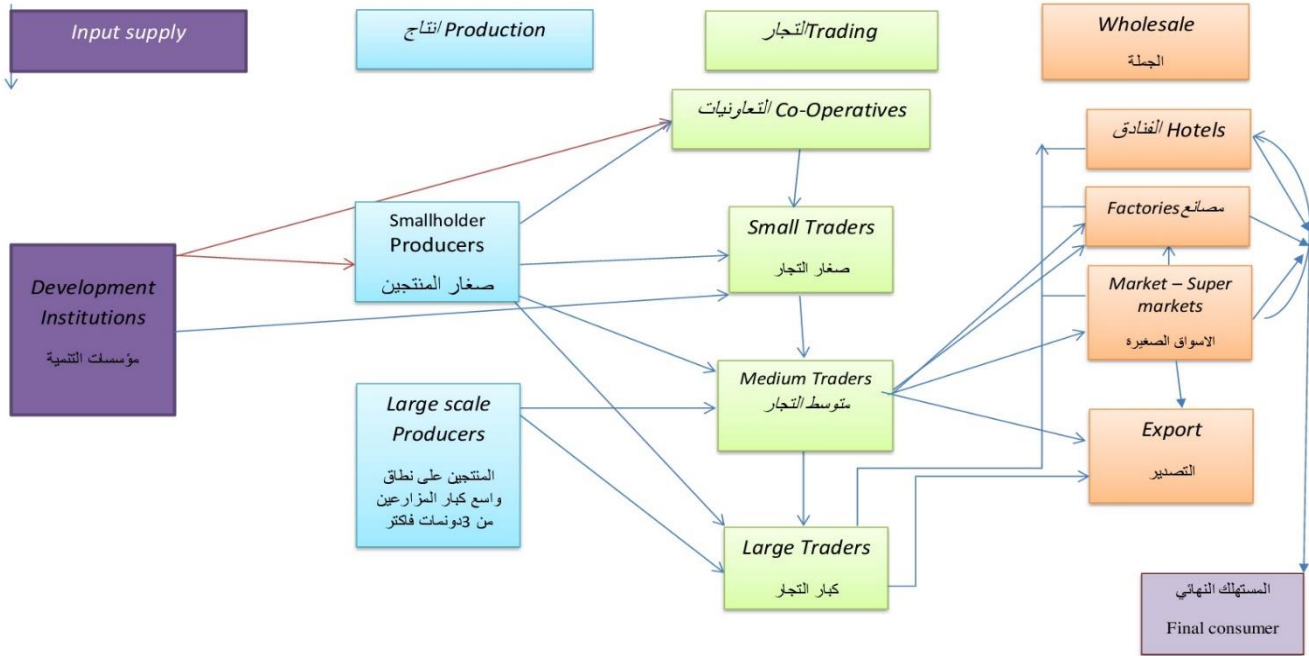 Input supply
انتاج Production
التجار Trading
Wholesale
الجملة
التعاونيات Co-Operatives
الفنادق Hotels
Smallholder
Producers
صغار المنتجين
Small Traders
صغار التجار
Factories مصانع
Development
Institutions
مؤسسات التنمية
Market – Super
markets
الاسواق الصغيرة
Large scale
Producers
المنتجين على نطاق
واسع كبار المزارعين
من 3دونمات فاكثر
Medium Traders
متوسط التجار
Export
التصدير
Large Traders
كبار التجار
المستهلك النهائي
Final consumer